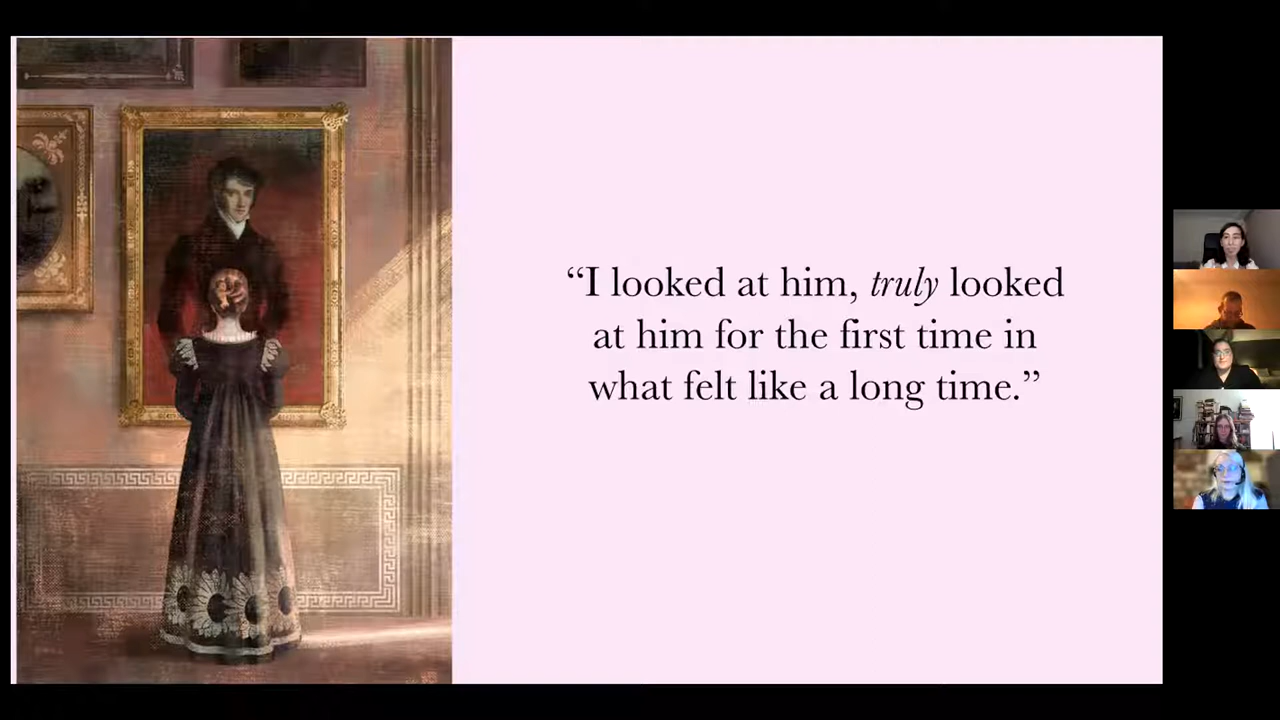 “I looked at him, truly looked
at him for the first time in
what felt like a long time.”